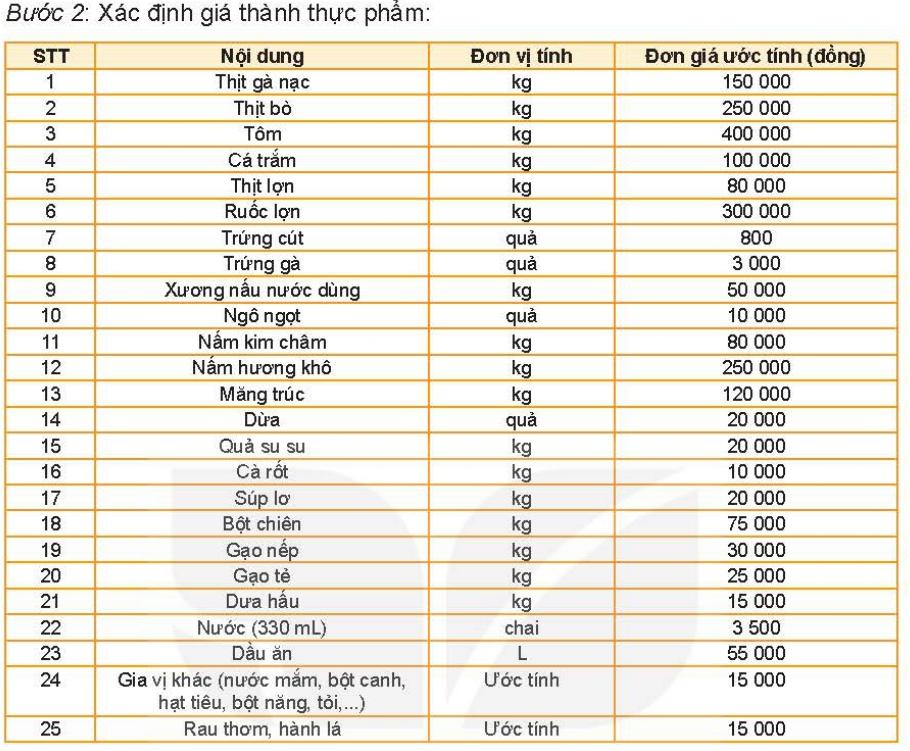 Bước 2: Xác định giá thành thực phẩm:
STT Nội dung Đơn vị tính Đơn giá ước tính (đồng)
1 Thịt gà nạc kg 150 000
2 Thịt bò kg 250 000
3 Tôm kg 400 000
4 Cá trắm kg 100 000
5 Thịt lợn kg 80 000
6 Ruốc lợn kg 300 000
7 Trứng cút quả 800
8 Trứng gà quả 3 000
9 Xương nấu nước dùng kg 50 000
10 Ngô ngọt quả 10 000
11 Nấm kim châm kg 80 000
12 Nấm hương khô kg 250 000
13 Măng trúc kg 120 000
14 Dừa quả 20 000
15 Quả su su kg 20 000
16 Cà rốt kg 10 000
17 Súp lơ kg 20 000
18 Bột chiên kg 75 000
19 Gạo nếp kg 30 000
20 Gạo tẻ kg 25 000
21 Dưa hấu kg 15 000
22 Nước (330 mL) chai 3 500
23 Dầu ăn L 55 000
24 Gia vị khác (nước mắm, bột canh, Ước tính 15 000
hạt tiêu, bột năng, tỏi,...)
25 Rau thơm, hành lá Ước tính 15 000